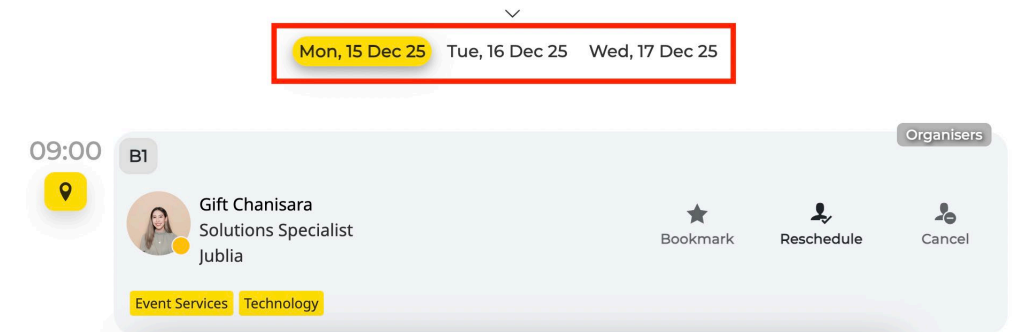 Mon, 15 Dec 25 Tue, 16 Dec 25 Wed, 17 Dec 25
Organisers
09:00
B1
Gift Chanisara
Solutions Specialist
Jublia
Bookmark Reschedule Cancel
Event Services Technology